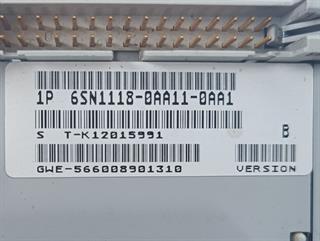 1P 6SN1118-0AA11-0AA1
S T-K12015991 B
GWE-566008901310 VERSION